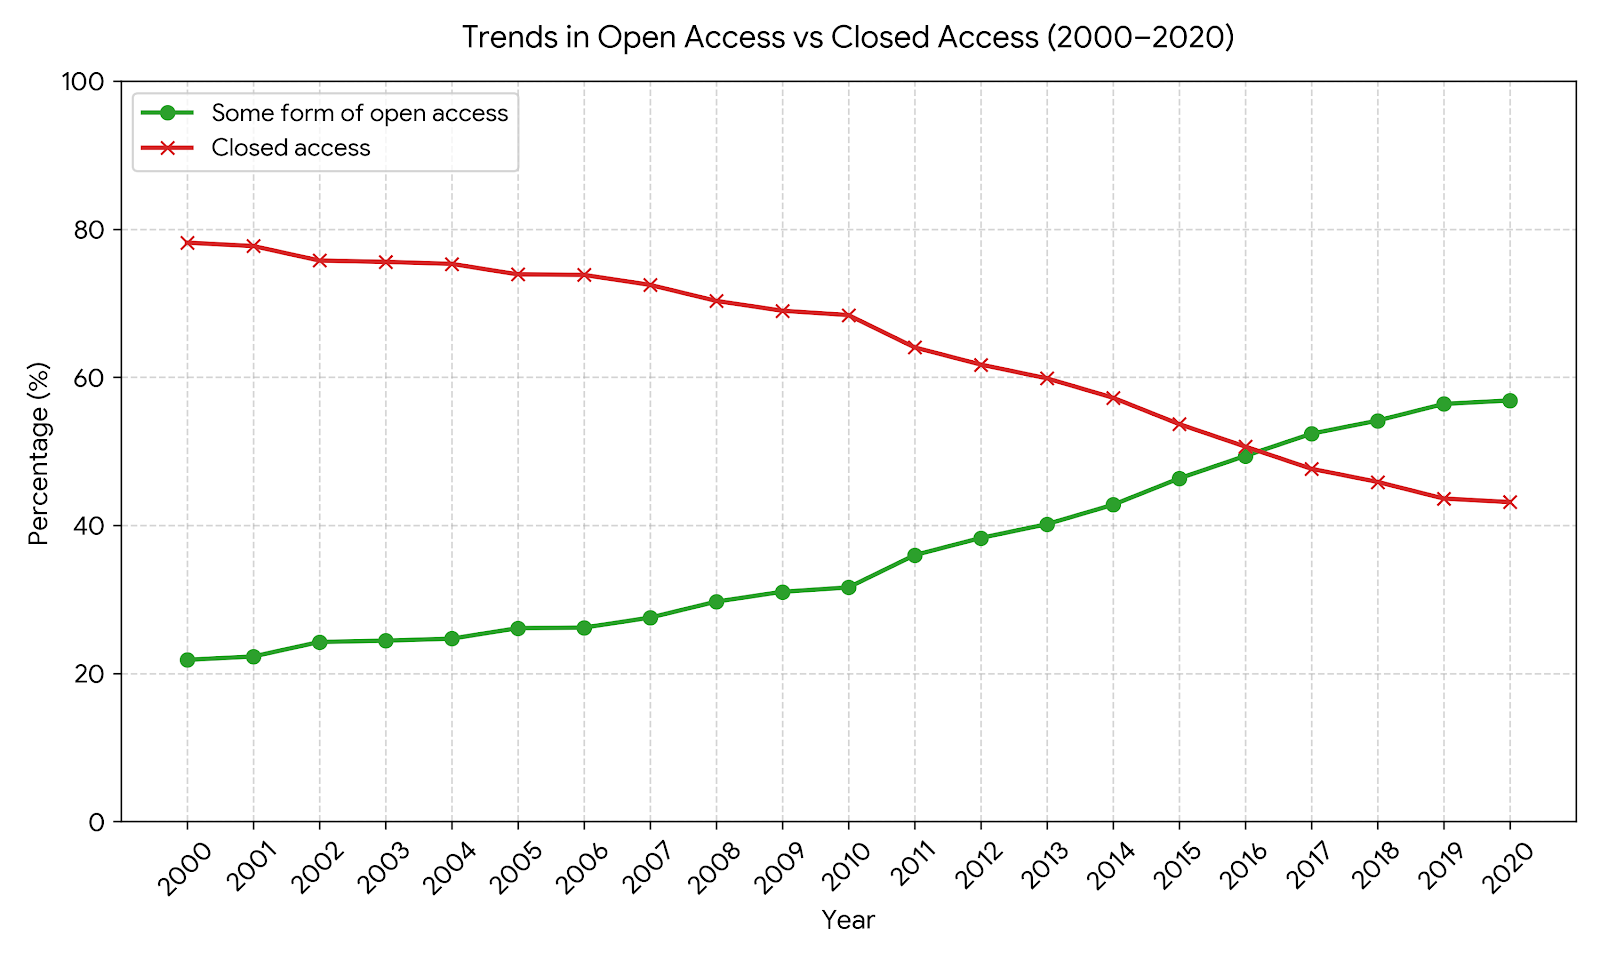 Trends in Open Access vs Closed Access (2000–2020)
Some form of open access
Closed access
Percentage (%)
100
80
60
40
20
0
2000 2001 2002 2003 2004 2005 2006 2007 2008 2009 2010 2011 2012 2013 2014 2015 2016 2017 2018 2019 2020
Year